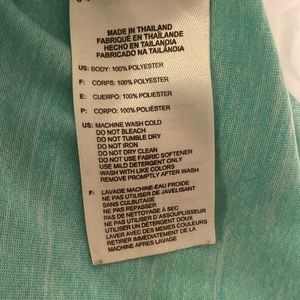 MADE IN THAILAND
FABRIQUÉ EN THAÏLANDE
HECHO EN TAILANDIA
FABRICADO NA TAILÂNDIA
US: BODY: 100% POLYESTER
F: CORPS: 100% POLYESTER
E: CUERPO: 100% POLYESTER
P: CORPO: 100% POLIÉSTER
US: MACHINE WASH COLD
DO NOT BLEACH
DO NOT TUMBLE DRY
DO NOT IRON
DO NOT DRY CLEAN
DO NOT USE FABRIC SOFTENER
USE MILD DETERGENT ONLY
WASH WITH LIKE COLORS
REMOVE PROMPTLY AFTER WASH
F: LAVAGE MACHINE-EAU FROIDE
NE PAS UTILISER DE JAVELISANT
SANS CULBUTAGE
NE PAS REPASSER
PAS DE NETTOYAGE À SEC
NE PAS UTILISER D'ASSOUPLISSEUR
UTILISER UN DÉTERGENT DOUX
LAVER AVEC DES MÊMES COULEURS
RETIRER IMMÉDIATEMENT DE LA
MACHINE APRÈS LAVAGE